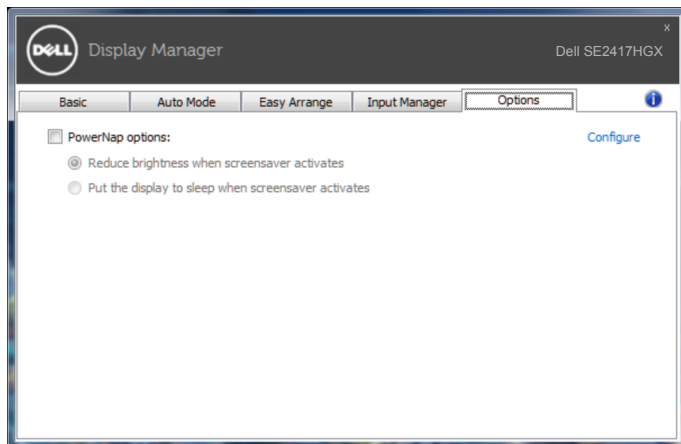 x
DELL Display Manager Dell SE2417HGX
Basic Auto Mode Easy Arrange Input Manager Options i
PowerNap options: Configure
Reduce brightness when screensaver activates
Put the display to sleep when screensaver activates